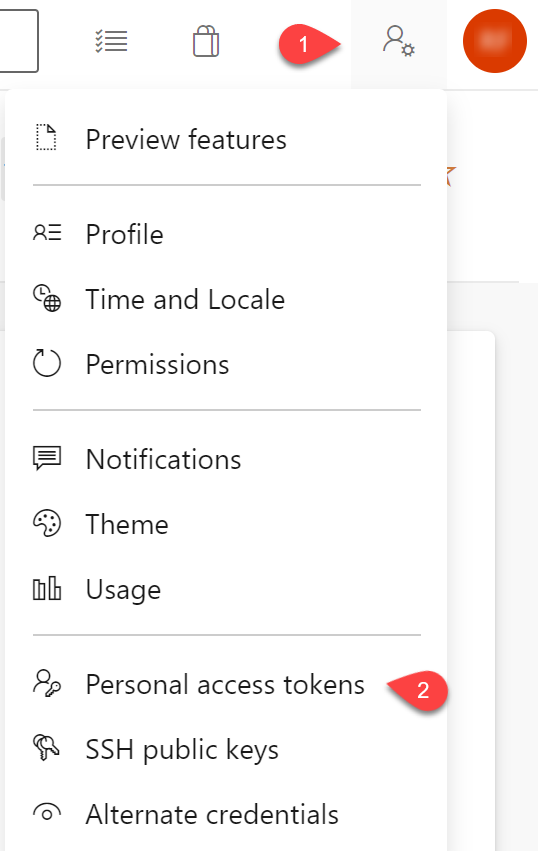 1
Preview features
Profile
Time and Locale
Permissions
Notifications
Theme
Usage
Personal access tokens
2
SSH public keys
Alternate credentials